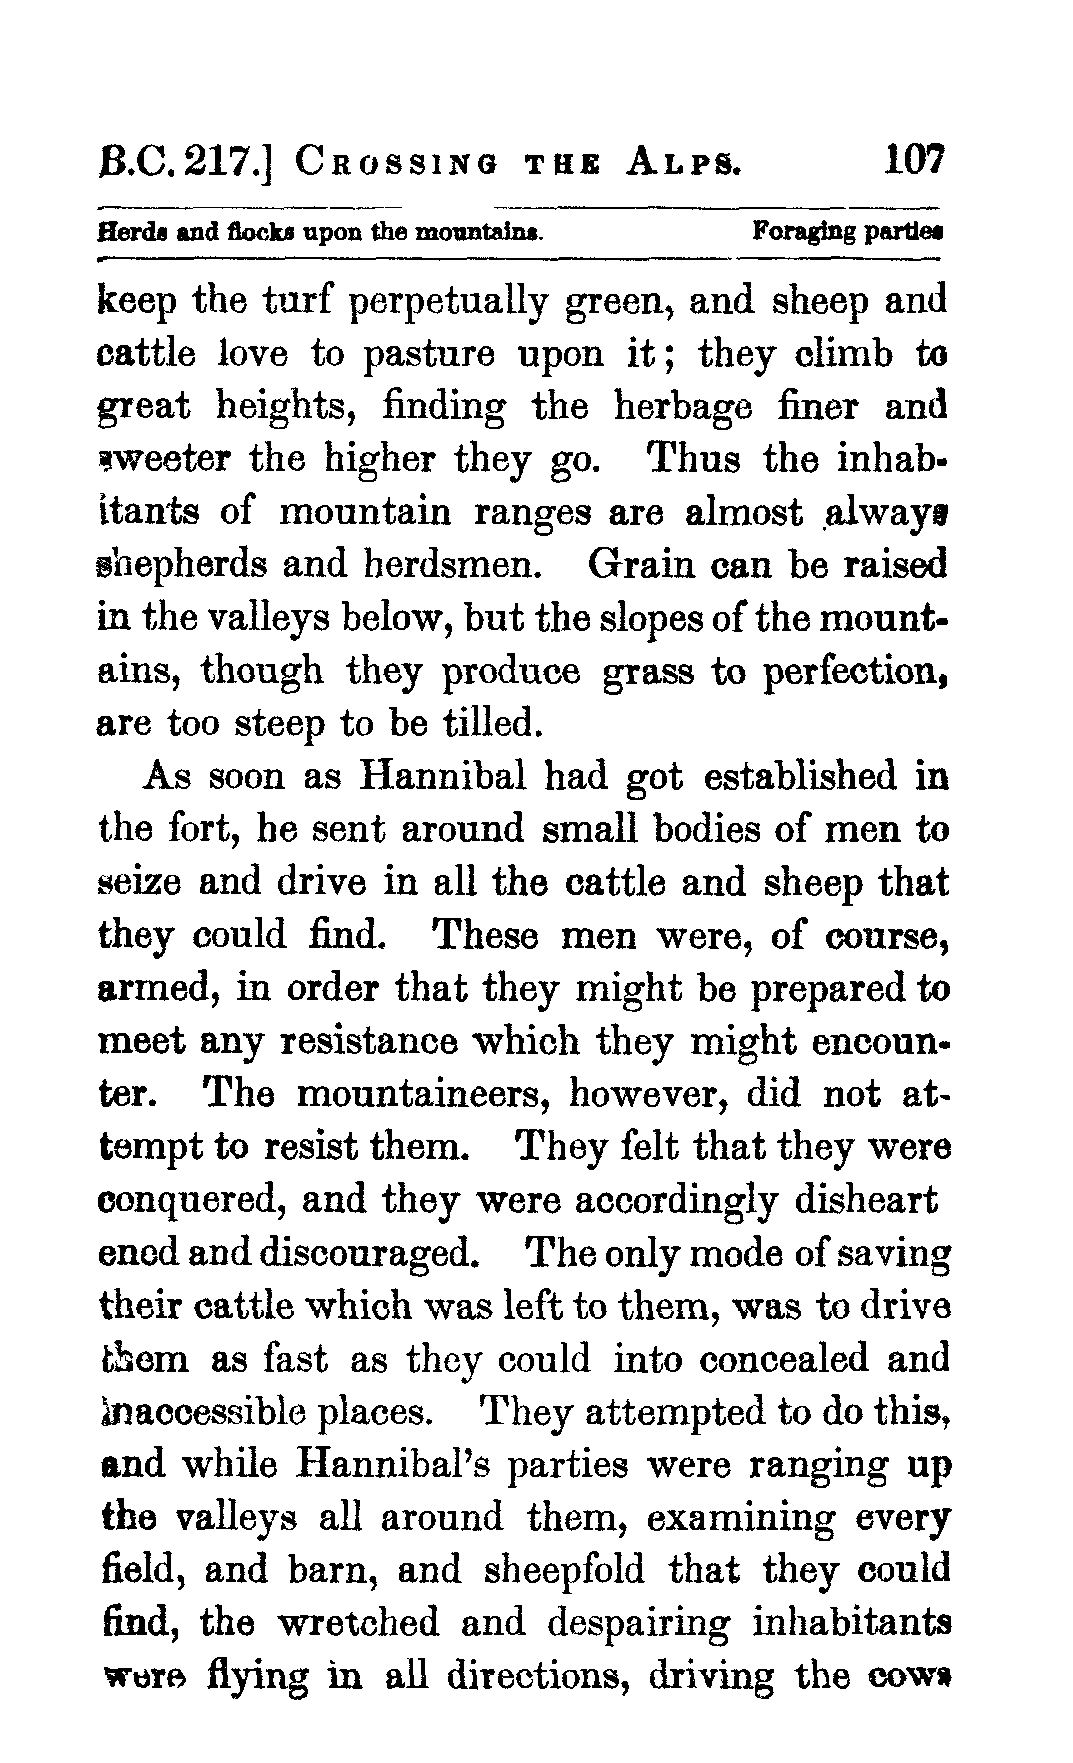 B.C. 217.] CROSSING THE ALPS. 107
Herds and flocks upon the mountains. Foraging parties
keep the turf perpetually green, and sheep and
cattle love to pasture upon it; they climb to
great heights, finding the herbage finer and
sweeter the higher they go. Thus the inhab-
itants of mountain ranges are almost always
shepherds and herdsmen. Grain can be raised
in the valleys below, but the slopes of the mount-
ains, though they produce grass to perfection,
are too steep to be tilled.
As soon as Hannibal had got established in
the fort, he sent around small bodies of men to
seize and drive in all the cattle and sheep that
they could find. These men were, of course,
armed, in order that they might be prepared to
meet any resistance which they might encoun-
ter. The mountaineers, however, did not at-
tempt to resist them. They felt that they were
conquered, and they were accordingly disheart
ened and discouraged. The only mode of saving
their cattle which was left to them, was to drive
them as fast as they could into concealed and
inaccessible places. They attempted to do this,
and while Hannibal's parties were ranging up
the valleys all around them, examining every
field, and barn, and sheepfold that they could
find, the wretched and despairing inhabitants
were flying in all directions, driving the cows